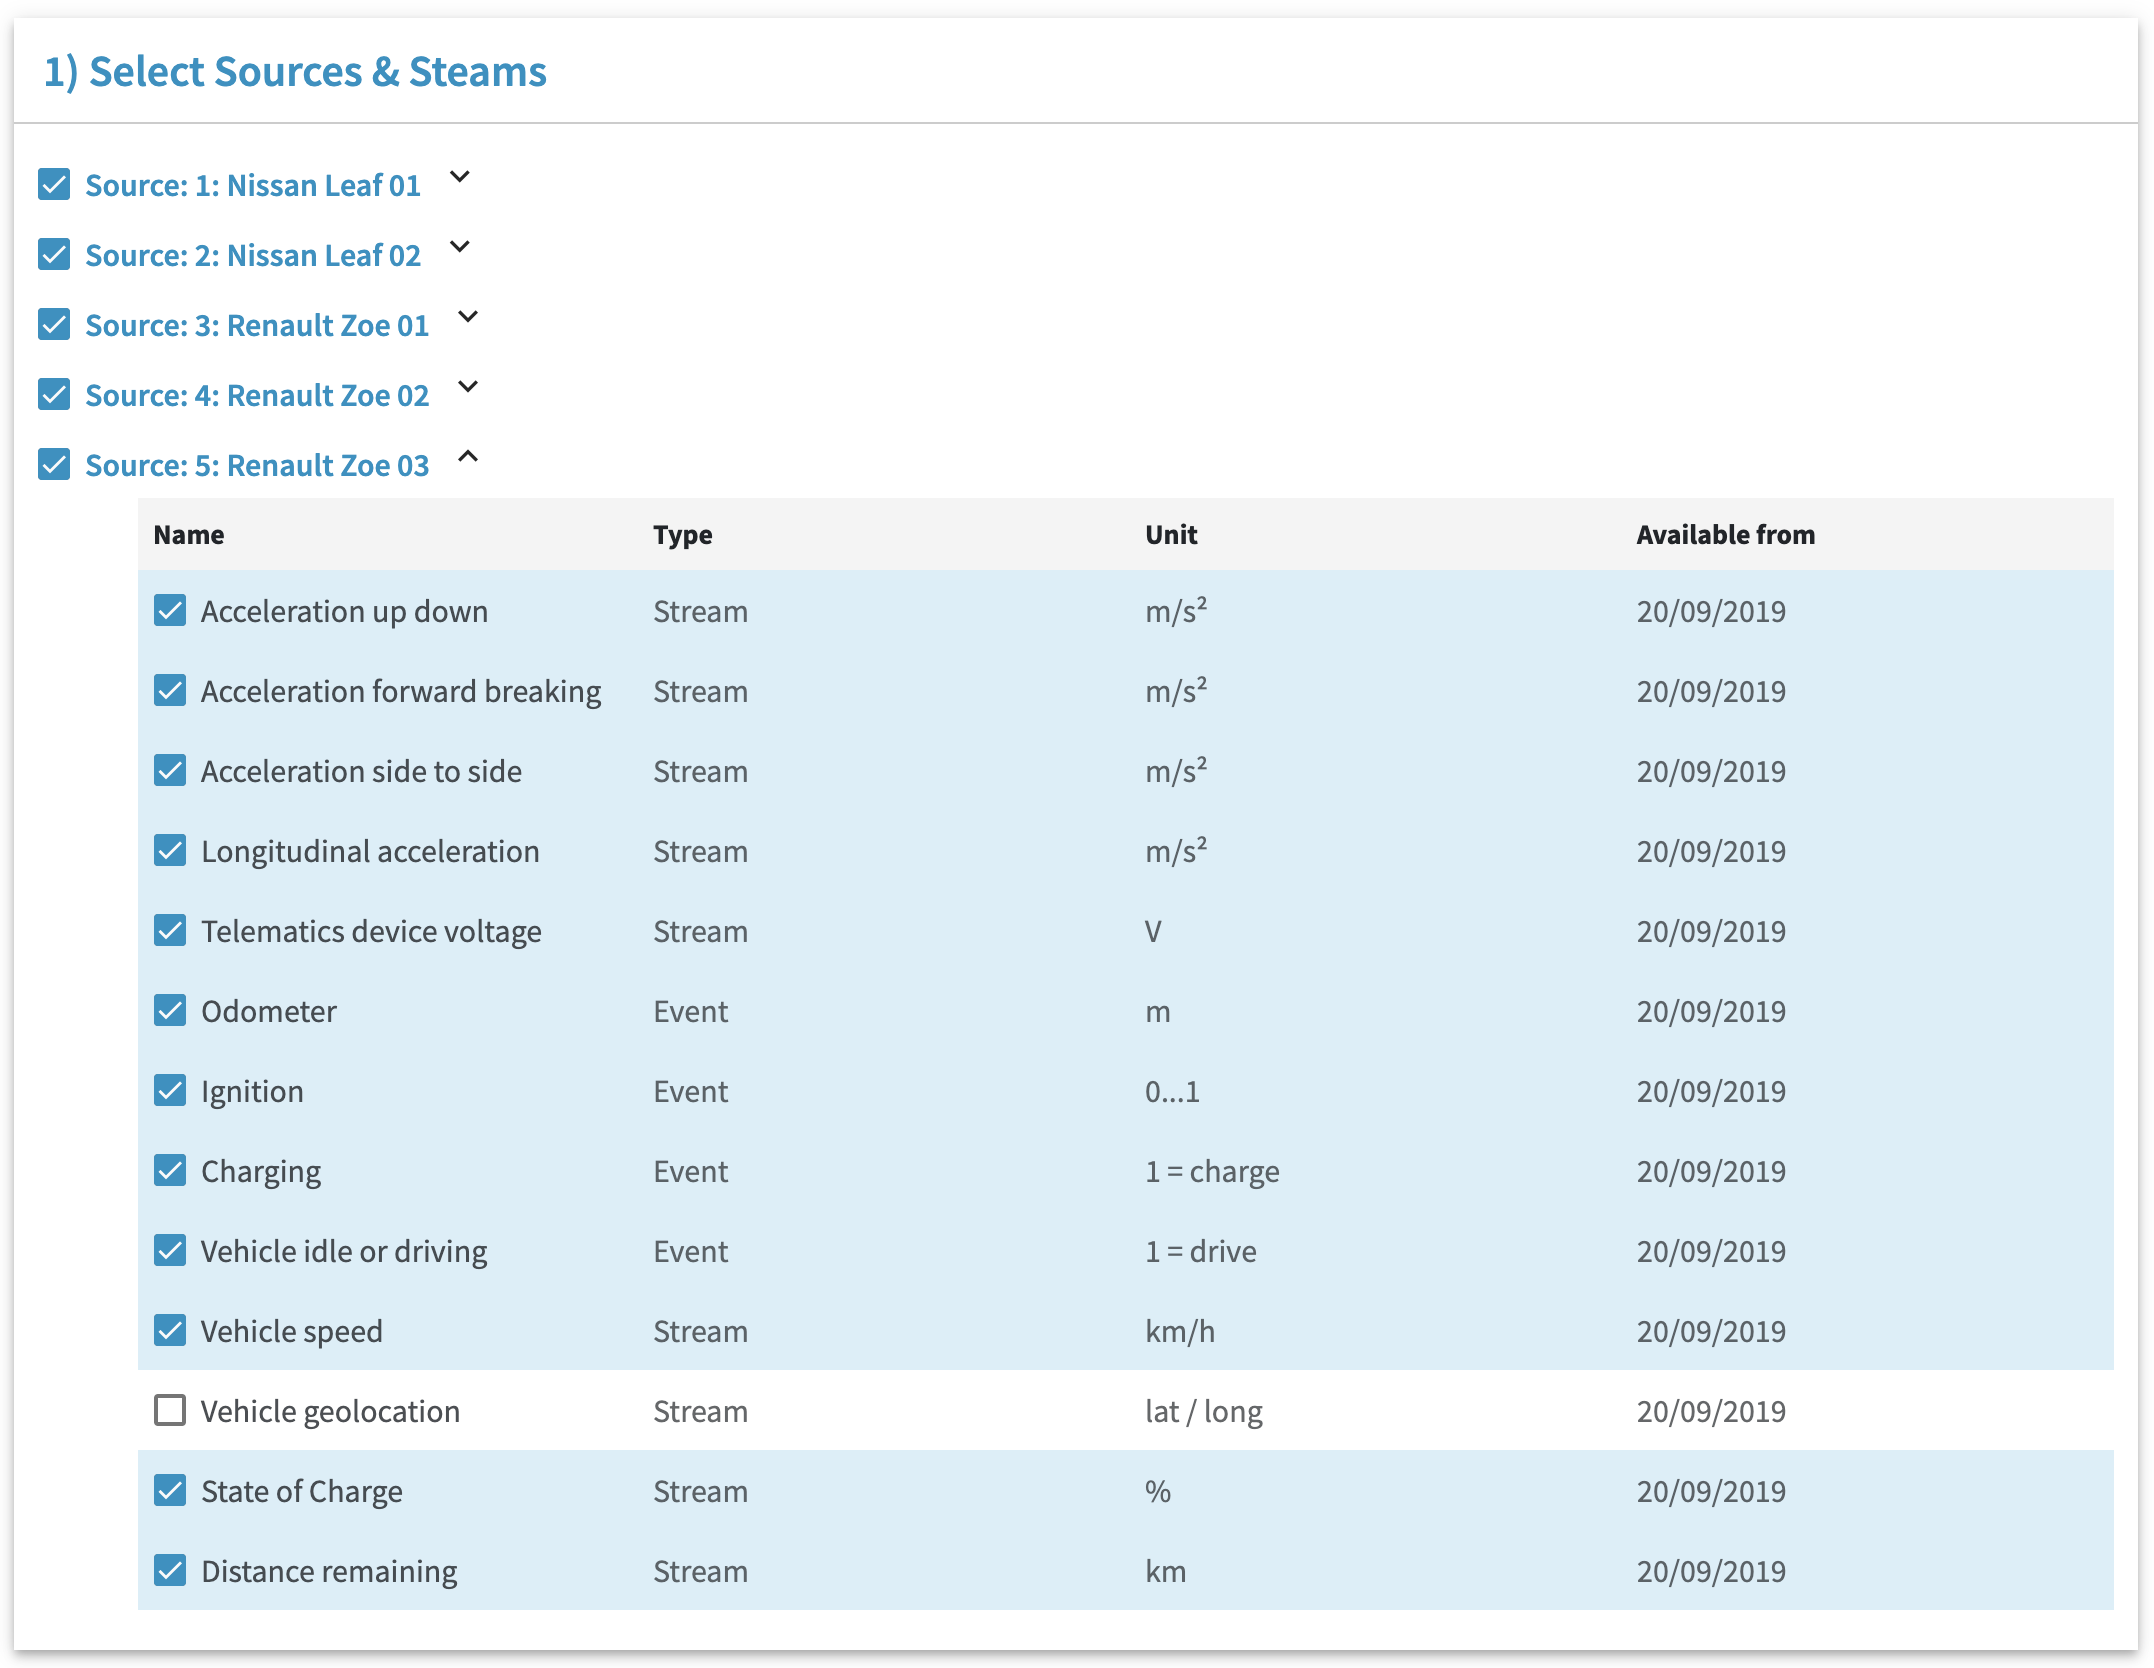 1) Select Sources & Steams
Source: 1: Nissan Leaf 01
Source: 2: Nissan Leaf 02
Source: 3: Renault Zoe 01
Source: 4: Renault Zoe 02
Source: 5: Renault Zoe 03
Name Type Unit Available from
Acceleration up down Stream m/s² 20/09/2019
Acceleration forward breaking Stream m/s² 20/09/2019
Acceleration side to side Stream m/s² 20/09/2019
Longitudinal acceleration Stream m/s² 20/09/2019
Telematics device voltage Stream V 20/09/2019
Odometer Event m 20/09/2019
Ignition Event 0...1 20/09/2019
Charging Event 1 = charge 20/09/2019
Vehicle idle or driving Event 1 = drive 20/09/2019
Vehicle speed Stream km/h 20/09/2019
Vehicle geolocation Stream lat / long 20/09/2019
State of Charge Stream % 20/09/2019
Distance remaining Stream km 20/09/2019